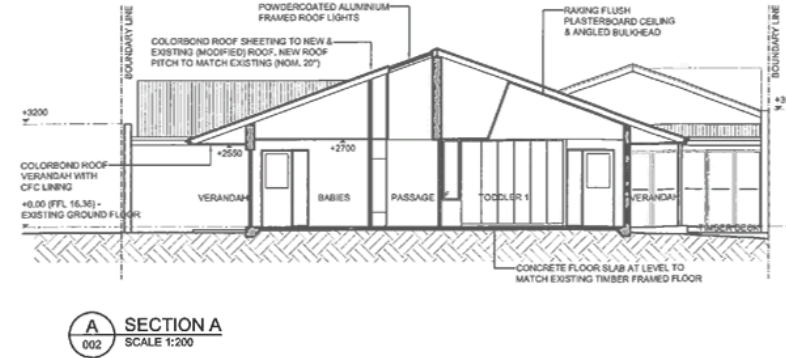 POWDERCOATED ALUMINIUM
FRAMED ROOF LIGHTS
RAKING FLUSH
PLASTERBOARD CEILING
& ANGLED BULKHEAD
BOUNDARY LINE
BOUNDARY LINE
COLORBOND ROOF SHEETING TO NEW &
EXISTING (MODIFIED) ROOF. NEW ROOF
PITCH TO MATCH EXISTING (NOM. 20°)
+3200
+3
+2550
+2700
COLORBOND ROOF
VERANDAH WITH
CFC LINING
VERANDAH
BABIES
PASSAGE
TODDLER 1
VERANDAH
+0.00 (FFL 16.36) -
EXISTING GROUND FLOOR
TIMBER DECK
CONCRETE FLOOR SLAB AT LEVEL TO
MATCH EXISTING TIMBER FRAMED FLOOR
A
002
SECTION A
SCALE 1:200